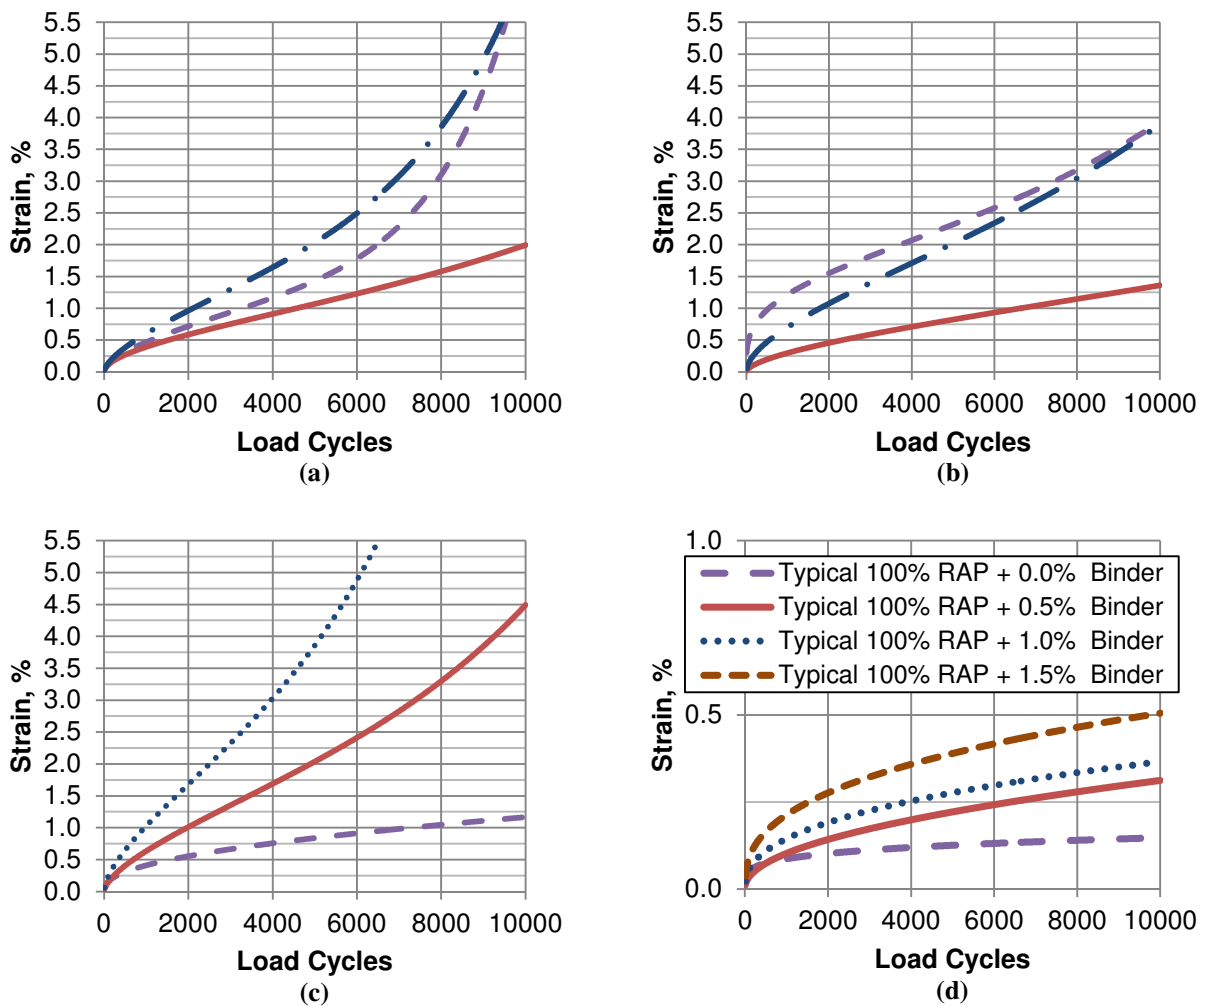 5.5
5.0
4.5
4.0
3.5
3.0
2.5
2.0
1.5
1.0
0.5
0.0
Strain, %
0 2000 4000 6000 8000 10000
Load Cycles
(a)
5.5
5.0
4.5
4.0
3.5
3.0
2.5
2.0
1.5
1.0
0.5
0.0
Strain, %
0 2000 4000 6000 8000 10000
Load Cycles
(b)
5.5
5.0
4.5
4.0
3.5
3.0
2.5
2.0
1.5
1.0
0.5
0.0
Strain, %
0 2000 4000 6000 8000 10000
Load Cycles
(c)
1.0
0.5
0.0
Strain, %
Typical 100% RAP + 0.0% Binder
Typical 100% RAP + 0.5% Binder
Typical 100% RAP + 1.0% Binder
Typical 100% RAP + 1.5% Binder
0 2000 4000 6000 8000 10000
Load Cycles
(d)